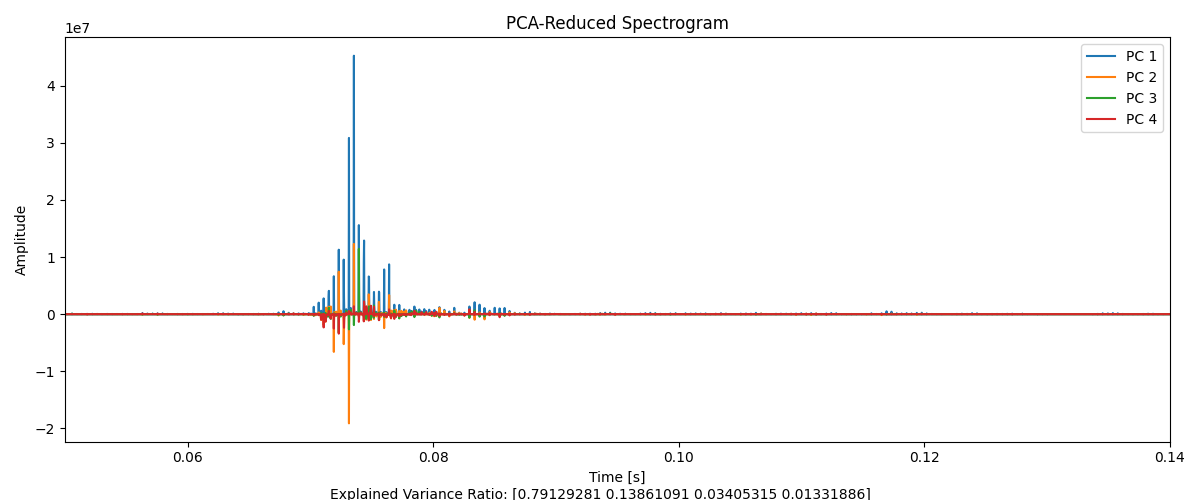 PCA-Reduced Spectrogram
1e7
PC 1
PC 2
PC 3
PC 4
4
3
2
1
0
−1
−2
Amplitude
0.06
0.08
0.10
0.12
0.14
Time [s]
Explained Variance Ratio: [0.79129281 0.13861091 0.03405315 0.01331886]